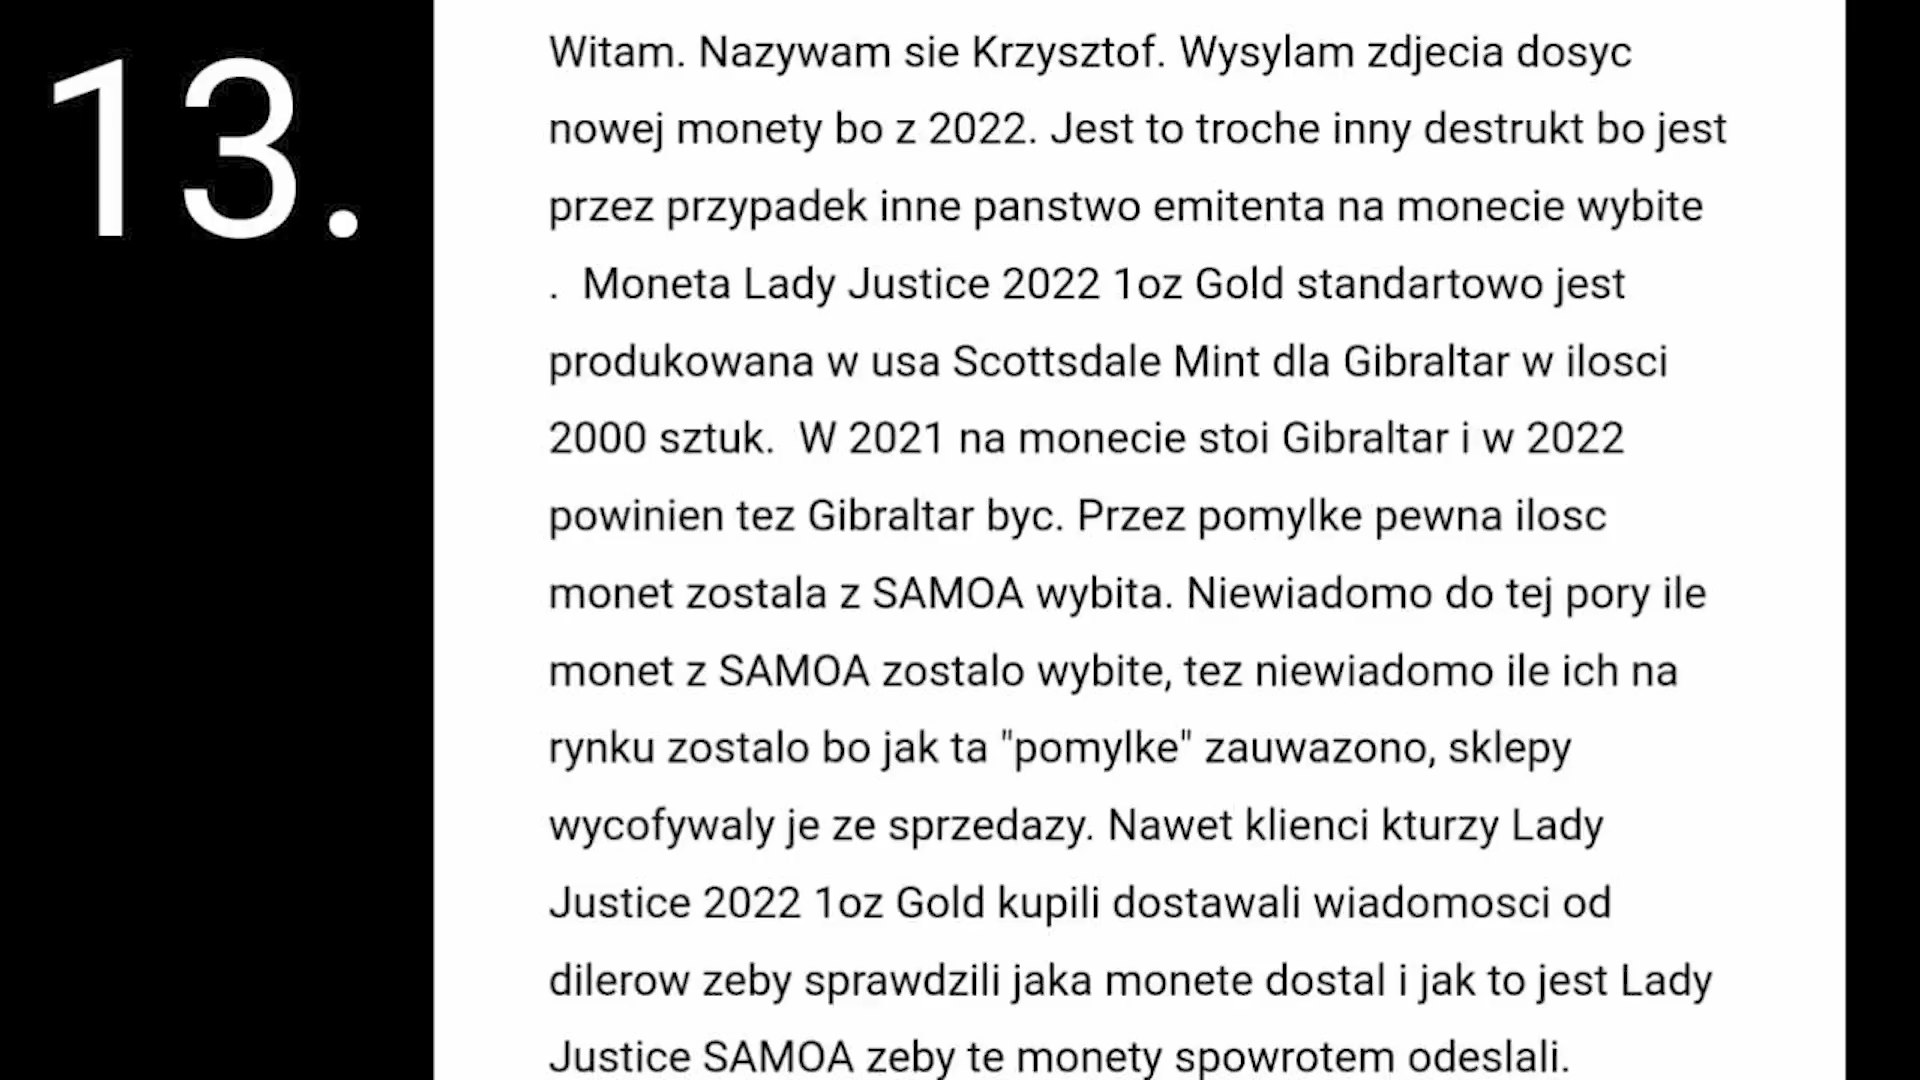 13.
Witam. Nazywam sie Krzysztof. Wysylam zdjecia dosyc
nowej monety bo z 2022. Jest to troche inny destrukt bo jest
przez przypadek inne panstwo emitenta na monecie wybite
.  Moneta Lady Justice 2022 1oz Gold standartowo jest
produkowana w usa Scottsdale Mint dla Gibraltar w ilosci
2000 sztuk.  W 2021 na monecie stoi Gibraltar i w 2022
powinien tez Gibraltar byc. Przez pomylke pewna ilosc
monet zostala z SAMOA wybita. Niewiadomo do tej pory ile
monet z SAMOA zostalo wybite, tez niewiadomo ile ich na
rynku zostalo bo jak ta "pomylke" zauwazono, sklepy
wycofywaly je ze sprzedazy. Nawet klienci kturzy Lady
Justice 2022 1oz Gold kupili dostawali wiadomosci od
dilerow zeby sprawdzili jaka monete dostal i jak to jest Lady
Justice SAMOA zeby te monety spowrotem odeslali.